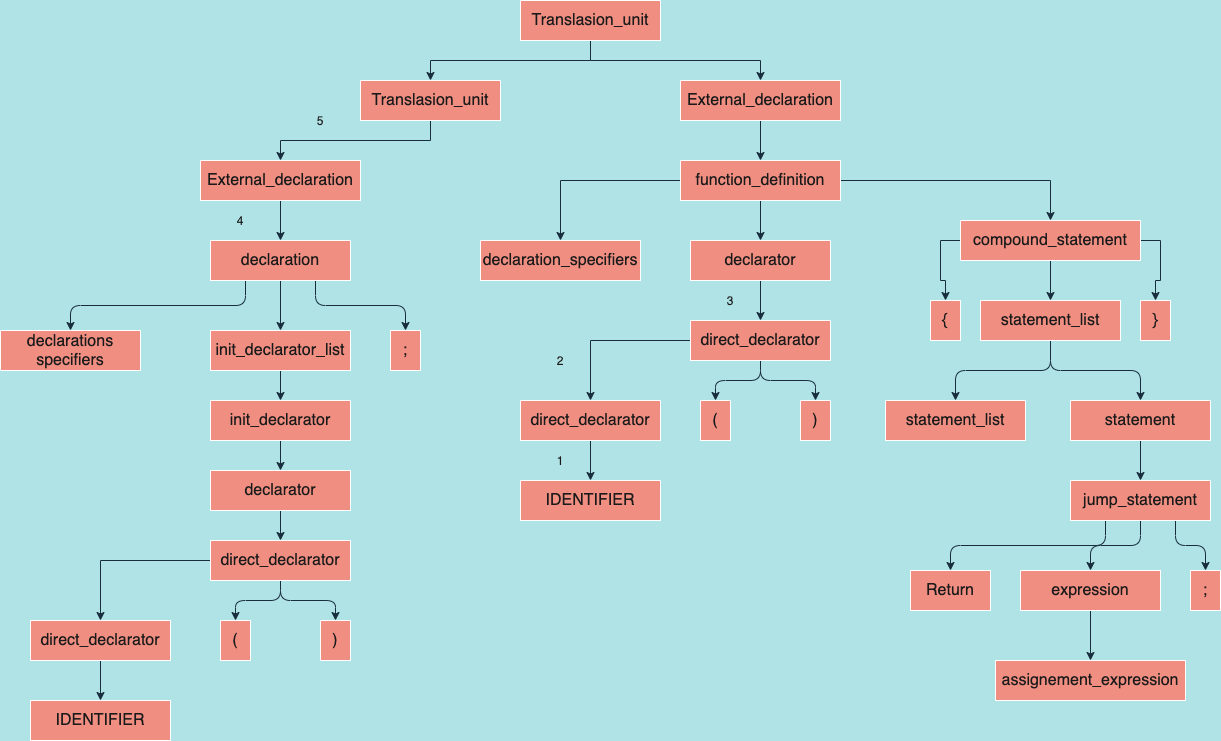 Translasion_unit
Translasion_unit
External_declaration
5
External_declaration
function_definition
4
compound_statement
declaration
declaration_specifiers
declarator
3
{
statement_list
}
declarations
specifiers
init_declarator_list
;
direct_declarator
2
init_declarator
direct_declarator
(
)
statement_list
statement
1
declarator
IDENTIFIER
jump_statement
direct_declarator
Return
expression
;
direct_declarator
(
)
assignement_expression
IDENTIFIER